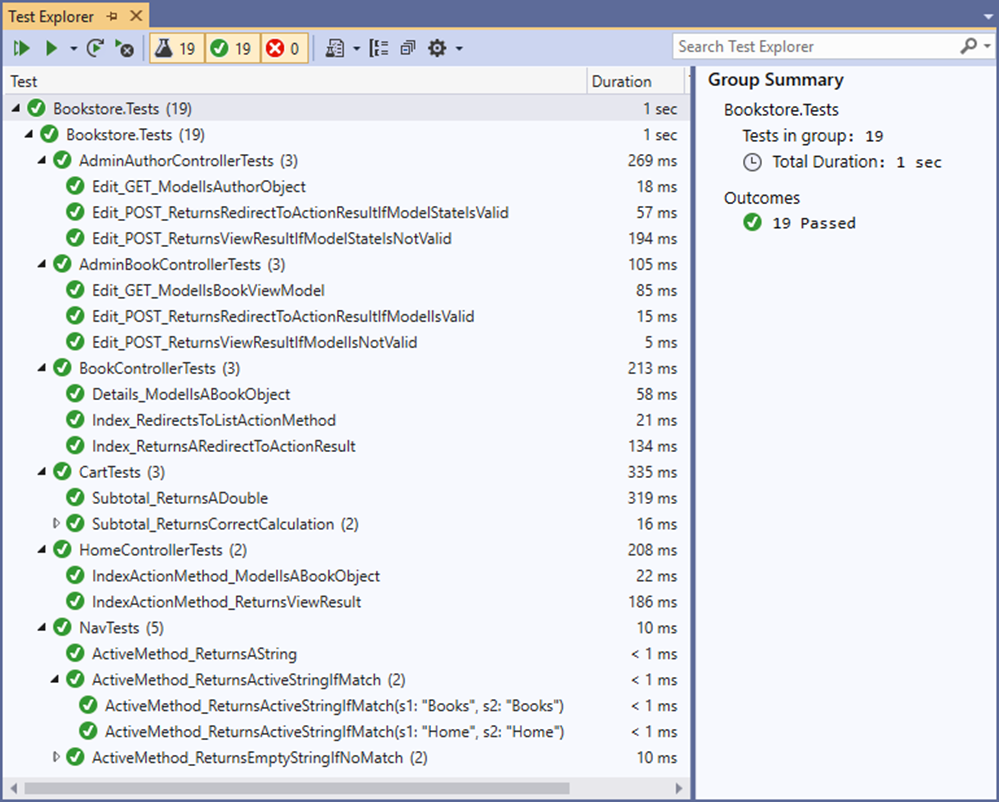 Test Explorer
19 19 0
Search Test Explorer
Test Duration
Bookstore.Tests (19) 1 sec
Bookstore.Tests (19) 1 sec
AdminAuthorControllerTests (3) 269 ms
Edit_GET_ModelIsAuthorObject 18 ms
Edit_POST_ReturnsRedirectToActionResultIfModelStateIsValid 57 ms
Edit_POST_ReturnsViewResultIfModelStateIsNotValid 194 ms
AdminBookControllerTests (3) 105 ms
Edit_GET_ModelIsBookViewModel 85 ms
Edit_POST_ReturnsRedirectToActionResultIfModelIsValid 15 ms
Edit_POST_ReturnsViewResultIfModelIsNotValid 5 ms
BookControllerTests (3) 213 ms
Details_ModelIsABookObject 58 ms
Index_RedirectsToListActionMethod 21 ms
Index_ReturnsARedirectToActionResult 134 ms
CartTests (3) 335 ms
Subtotal_ReturnsADouble 319 ms
Subtotal_ReturnsCorrectCalculation (2) 16 ms
HomeControllerTests (2) 208 ms
IndexActionMethod_ModelIsABookObject 22 ms
IndexActionMethod_ReturnsViewResult 186 ms
NavTests (5) 10 ms
ActiveMethod_ReturnsAString < 1 ms
ActiveMethod_ReturnsActiveStringIfMatch (2) < 1 ms
ActiveMethod_ReturnsActiveStringIfMatch(s1: "Books", s2: "Books") < 1 ms
ActiveMethod_ReturnsActiveStringIfMatch(s1: "Home", s2: "Home") < 1 ms
ActiveMethod_ReturnsEmptyStringIfNoMatch (2) 10 ms
Group Summary
Bookstore.Tests
Tests in group: 19
Total Duration: 1 sec
Outcomes
19 Passed